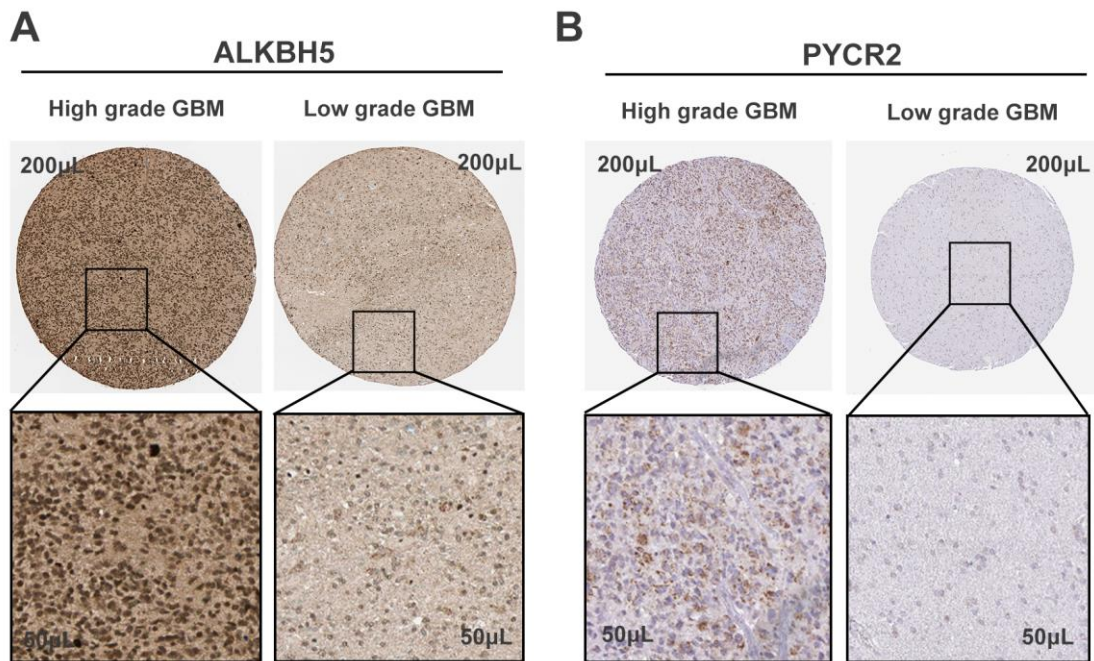 A
ALKBH5
High grade GBM
Low grade GBM
200µL
200µL
50µL
50µL
B
PYCR2
High grade GBM
Low grade GBM
200µL
200µL
50µL
50µL